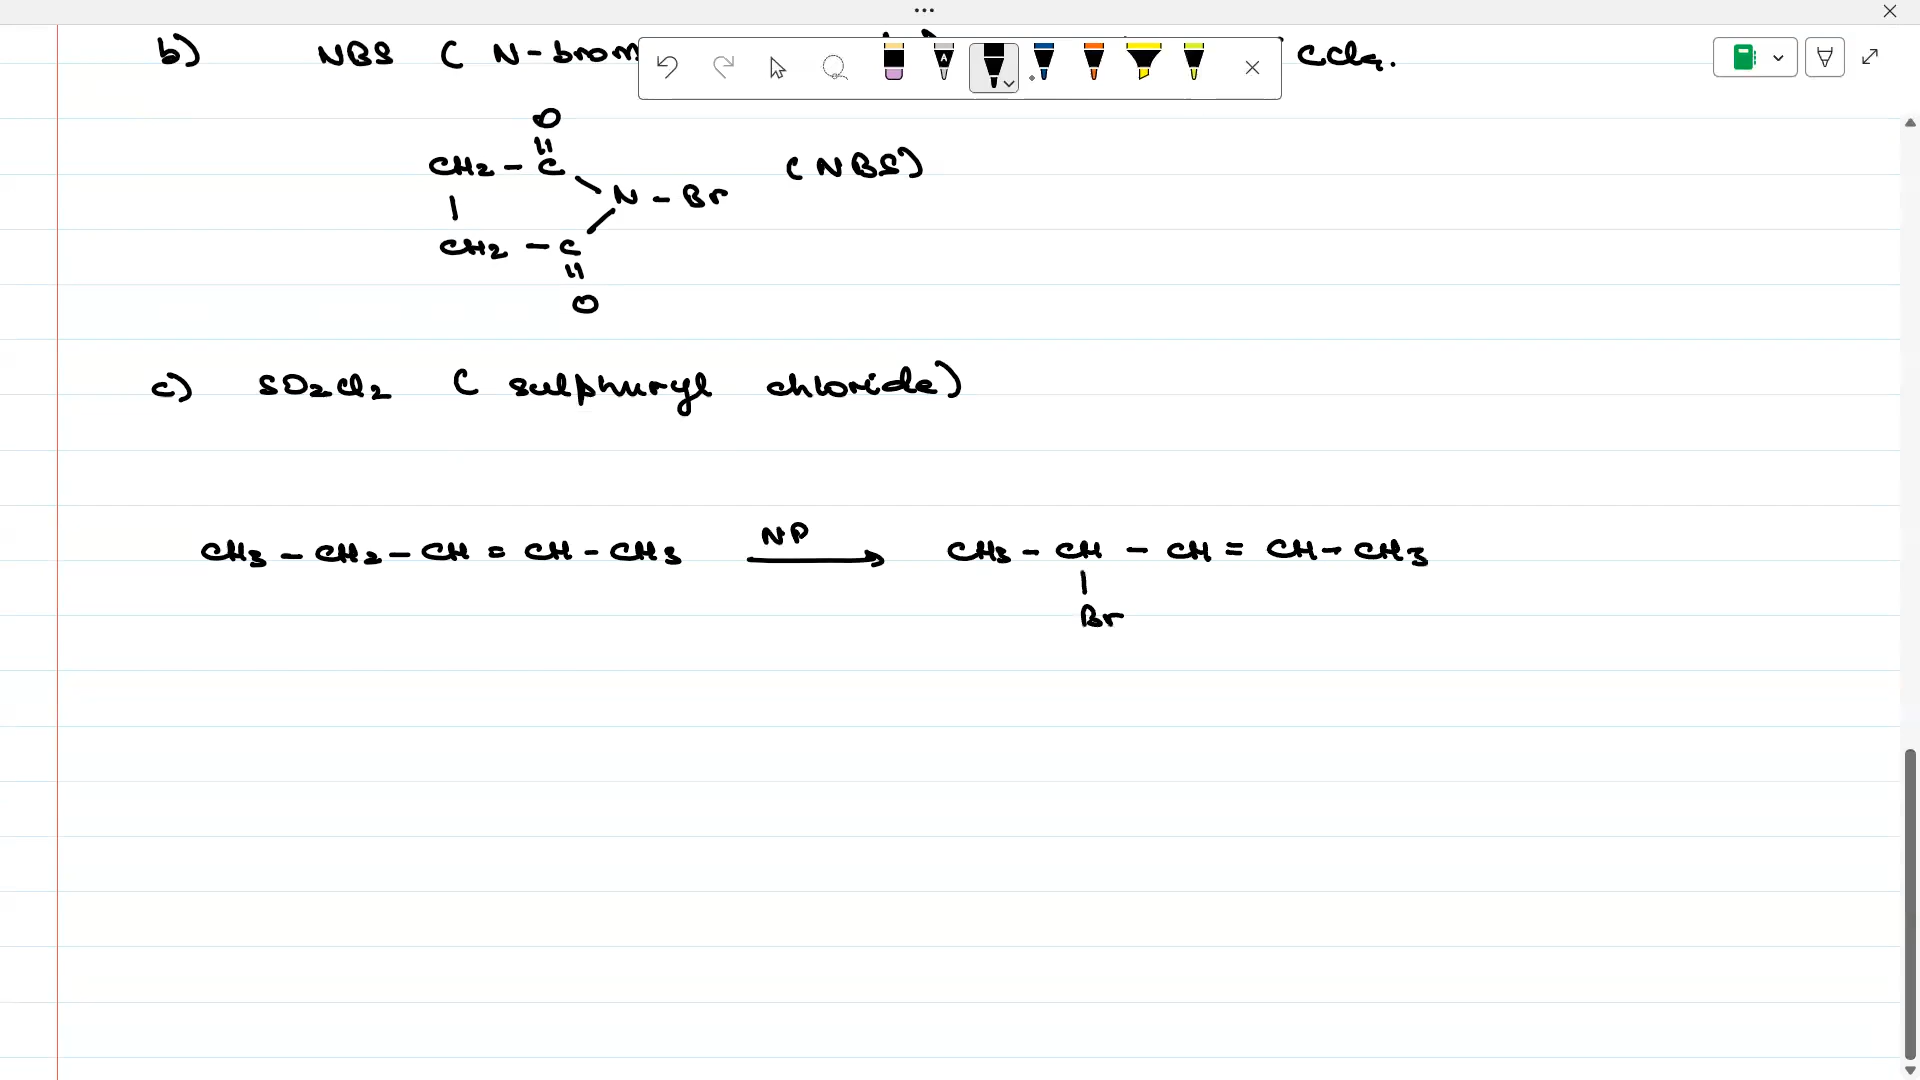 b) NBS ( N-brom CCl4.
O
||
CH2 - C (NBS)
N - Br
|
CH2 - C
||
O
c) SO2Cl2 ( sulphuryl chloride)
NP
CH3 - CH2 - CH = CH - CH3 ⟶ CH3 - CH - CH = CH - CH3
|
Br